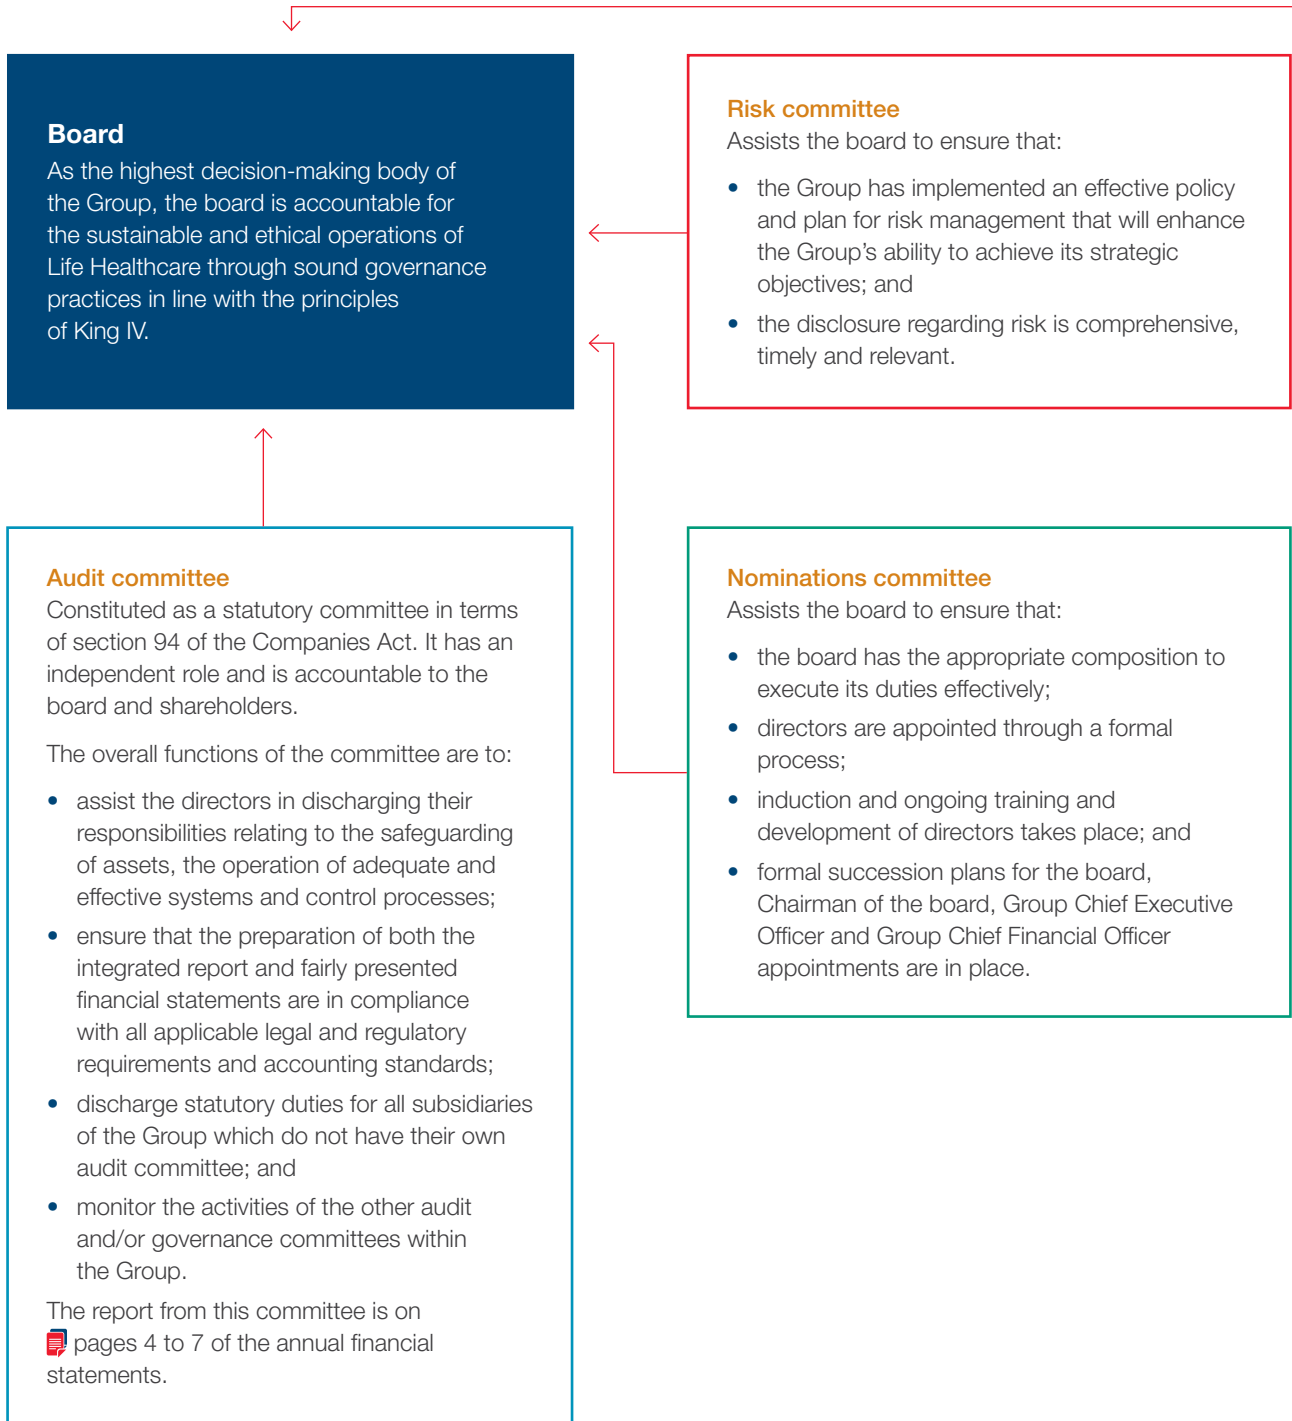 Board
As the highest decision-making body of
the Group, the board is accountable for
the sustainable and ethical operations of
Life Healthcare through sound governance
practices in line with the principles
of King IV.
Risk committee
Assists the board to ensure that:
• the Group has implemented an effective policy
and plan for risk management that will enhance
the Group’s ability to achieve its strategic
objectives; and
• the disclosure regarding risk is comprehensive,
timely and relevant.
Audit committee
Constituted as a statutory committee in terms
of section 94 of the Companies Act. It has an
independent role and is accountable to the
board and shareholders.
The overall functions of the committee are to:
• assist the directors in discharging their
responsibilities relating to the safeguarding
of assets, the operation of adequate and
effective systems and control processes;
• ensure that the preparation of both the
integrated report and fairly presented
financial statements are in compliance
with all applicable legal and regulatory
requirements and accounting standards;
• discharge statutory duties for all subsidiaries
of the Group which do not have their own
audit committee; and
• monitor the activities of the other audit
and/or governance committees within
the Group.
The report from this committee is on
pages 4 to 7 of the annual financial
statements.
Nominations committee
Assists the board to ensure that:
• the board has the appropriate composition to
execute its duties effectively;
• directors are appointed through a formal
process;
• induction and ongoing training and
development of directors takes place; and
• formal succession plans for the board,
Chairman of the board, Group Chief Executive
Officer and Group Chief Financial Officer
appointments are in place.